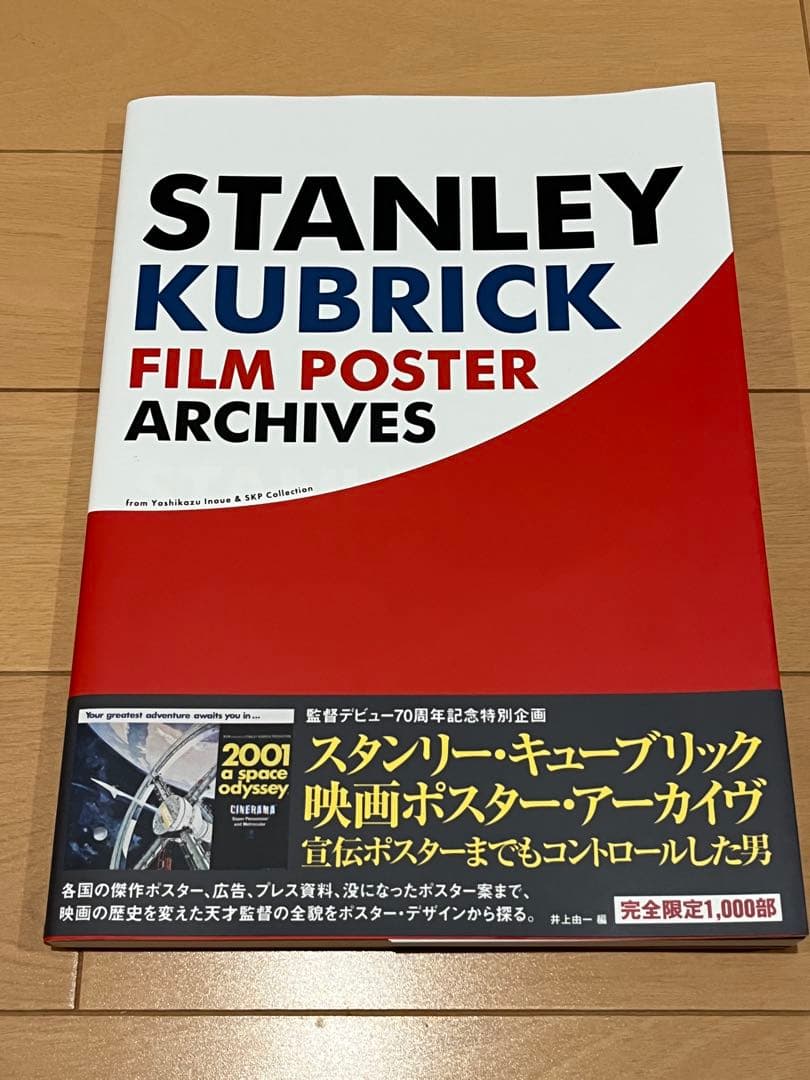 STANLEY
KUBRICK
FILM POSTER
ARCHIVES
from Yoshikazu Inoue & SKP Collection
監督デビュー70周年記念特別企画
スタンリー・キューブリック
映画ポスター・アーカイヴ
宣伝ポスターまでもコントロールした男
Your greatest adventure awaits you in...
2001
a space
odyssey
CINERAMA
Super Panavision
and Metrocolor
各国の傑作ポスター、広告、プレス資料、没になったポスター案まで、
映画の歴史を変えた天才監督の全貌をポスター・デザインから探る。
井上由一 編
完全限定1,000部